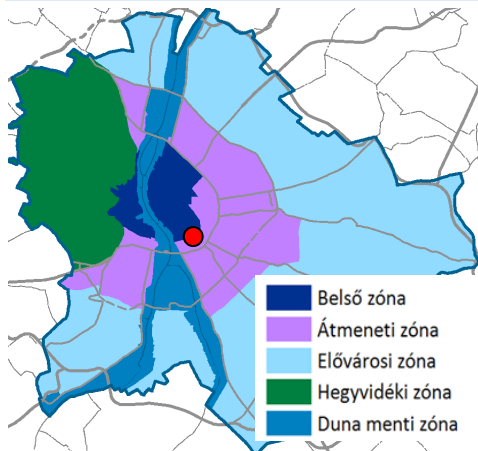 Belső zóna
Átmeneti zóna
Elővárosi zóna
Hegyvidéki zóna
Duna menti zóna